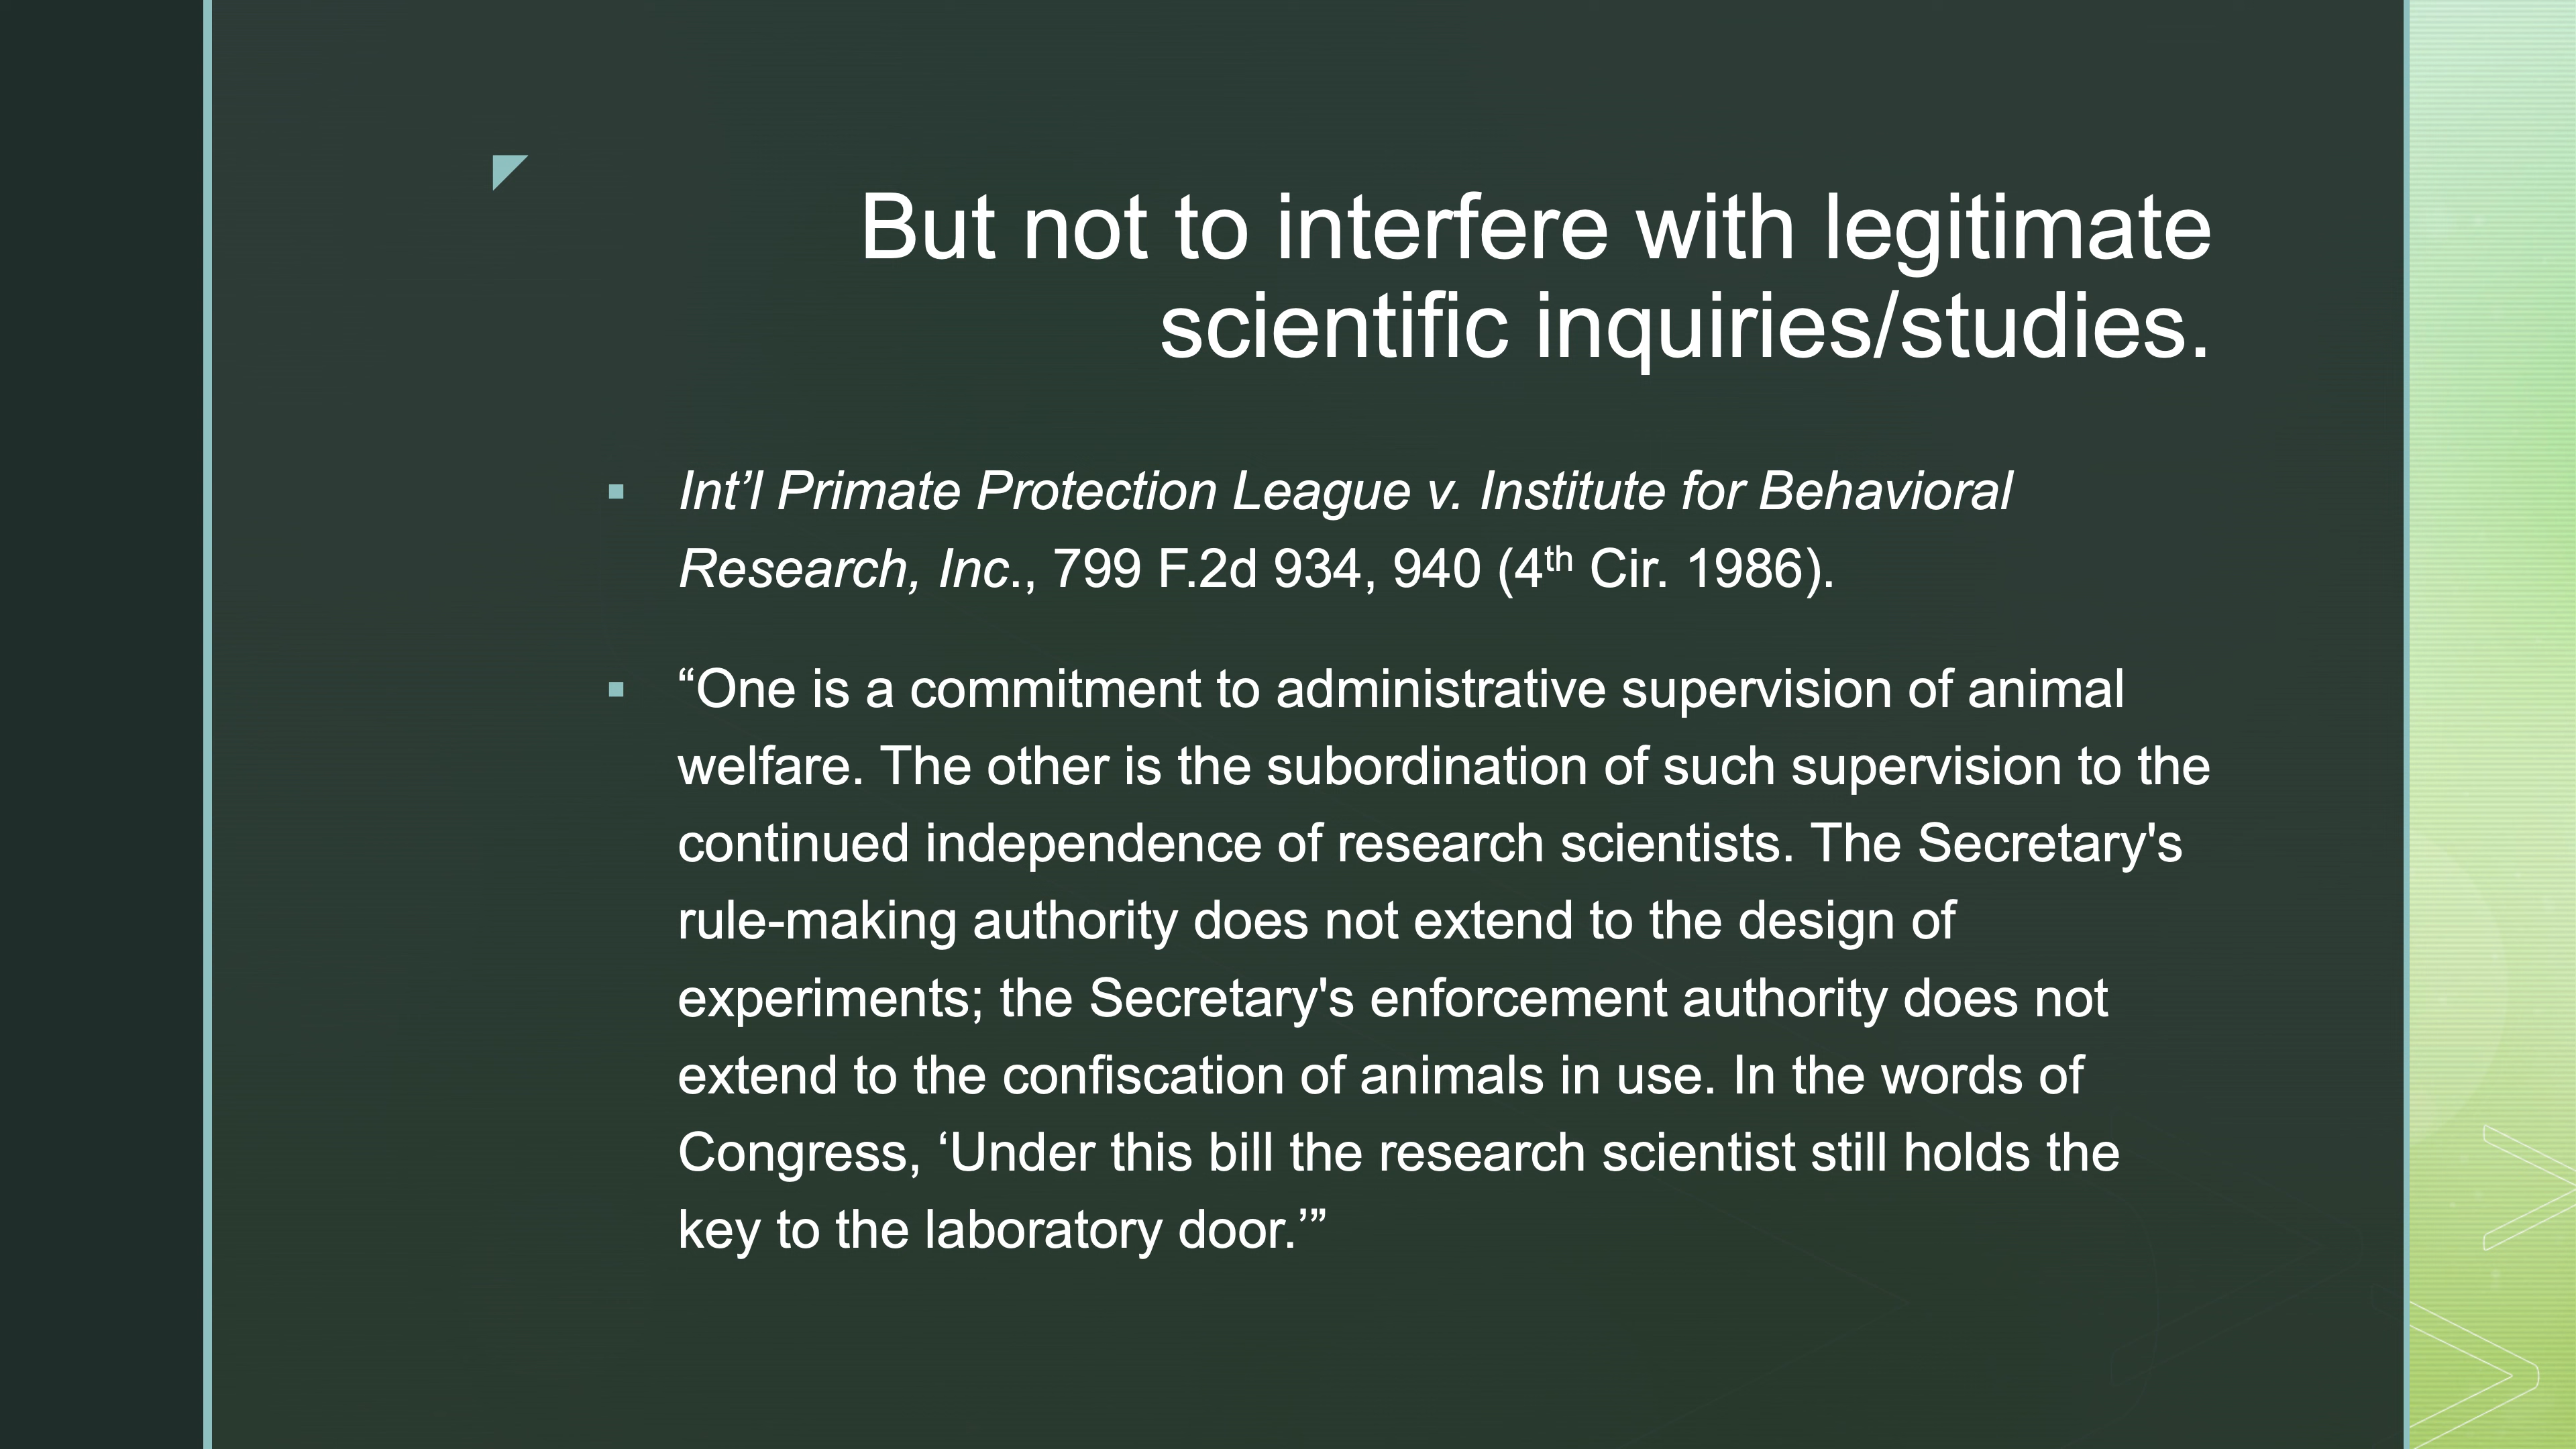 But not to interfere with legitimate
scientific inquiries/studies.
▪ Int’l Primate Protection League v. Institute for Behavioral
Research, Inc., 799 F.2d 934, 940 (4th Cir. 1986).
▪ “One is a commitment to administrative supervision of animal
welfare. The other is the subordination of such supervision to the
continued independence of research scientists. The Secretary's
rule-making authority does not extend to the design of
experiments; the Secretary's enforcement authority does not
extend to the confiscation of animals in use. In the words of
Congress, ‘Under this bill the research scientist still holds the
key to the laboratory door.’”